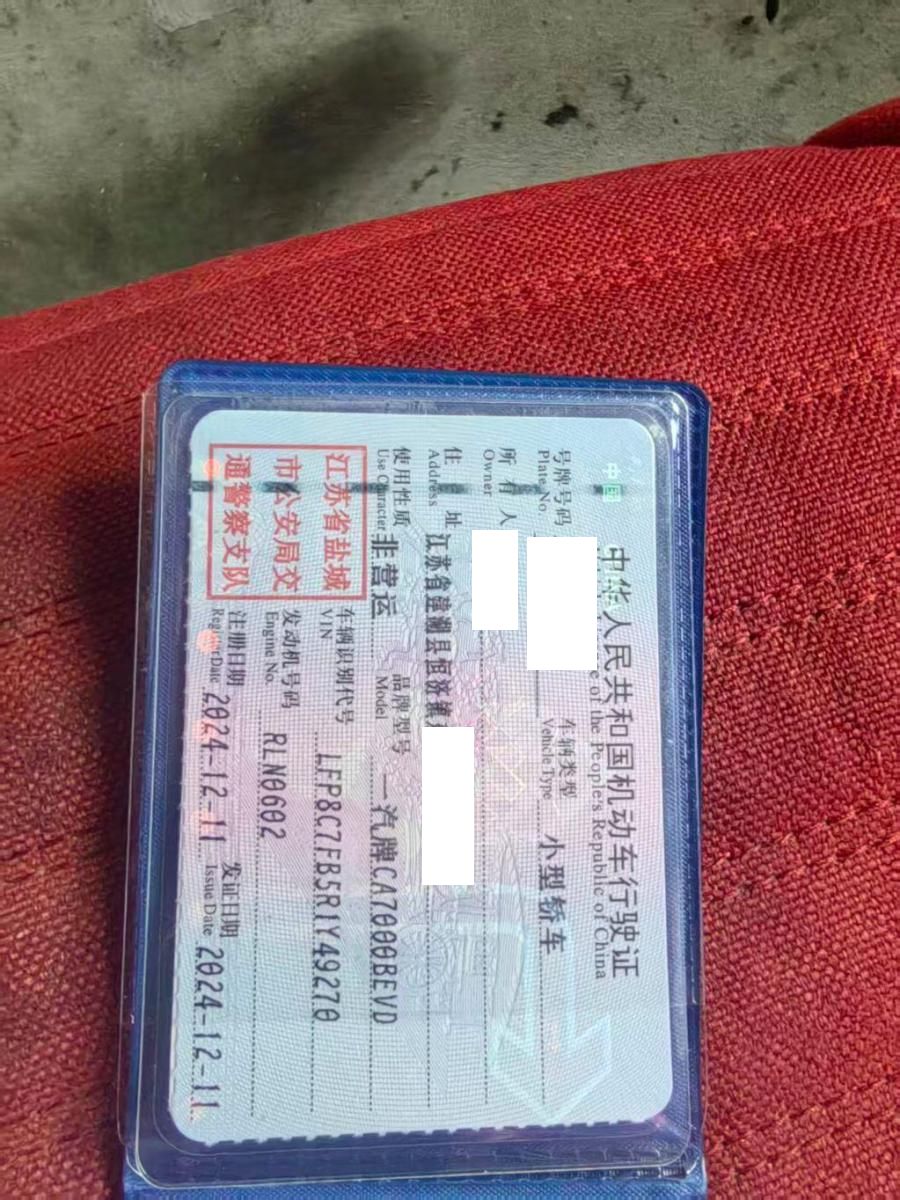 中国
中华人民共和国机动车行驶证
e of the People's Republic of China
号牌号码
Plate No.
车辆类型
Vehicle Type
小型轿车
所有人
Owner
住址
Address
江苏省建湖县恒济镇
使用性质
Use Character
非营运
品牌型号
Model
一汽牌CA7000BEVD
江苏省盐城
市公安局交
通警察支队
车辆识别代号
VIN
LFP8C7FB5R1Y49270
发动机号码
Engine No.
RLN0602
注册日期
Register Date
2024-12-11
发证日期
Issue Date
2024-12-11